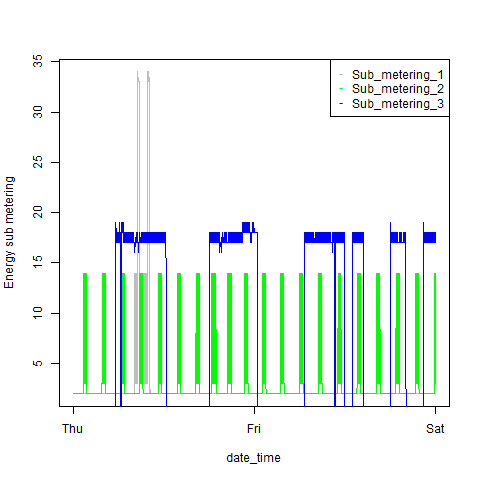 Sub_metering_1
Sub_metering_2
Sub_metering_3
Energy sub metering
35
30
25
20
15
10
5
Thu
Fri
Sat
date_time